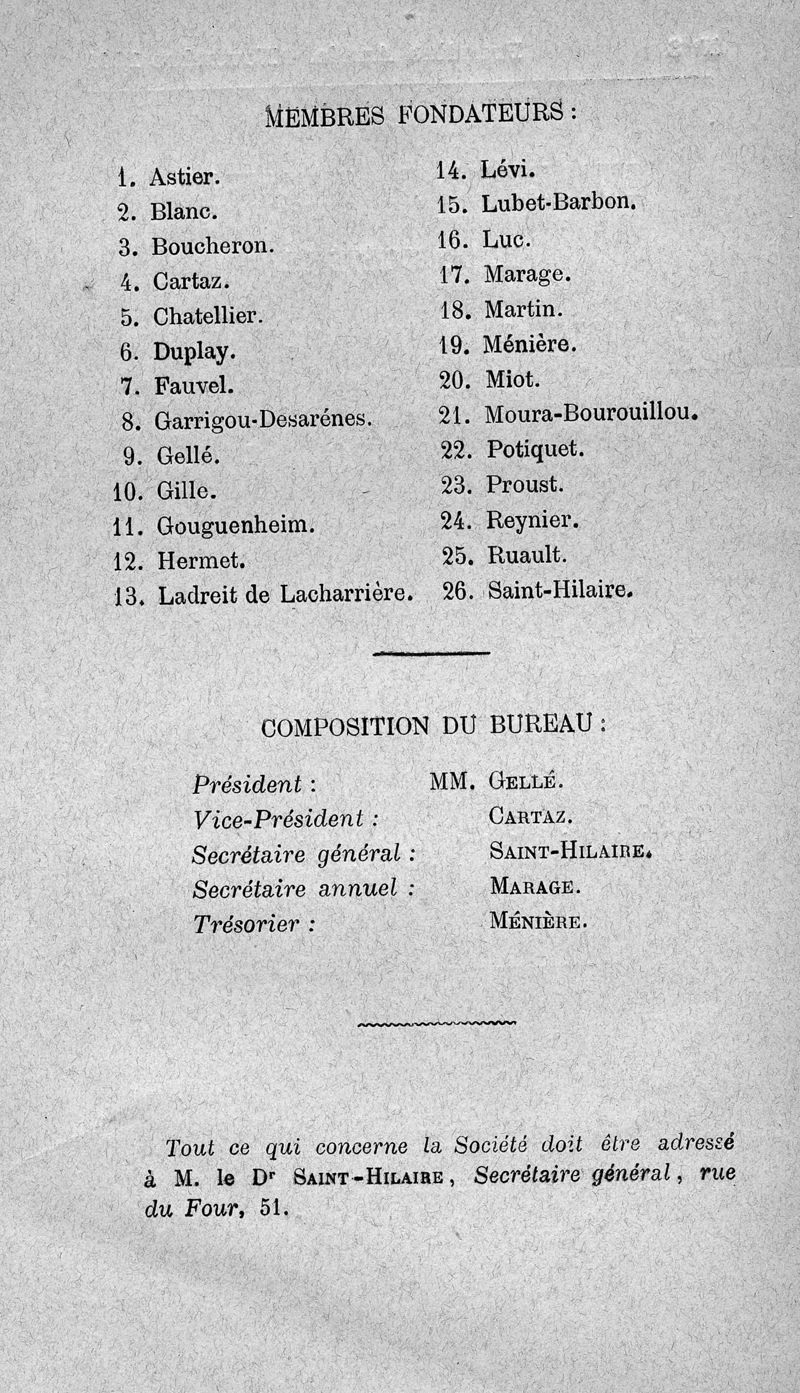 MEMBRES FONDATEURS :
1. Astier.
2. Blanc.
3. Boucheron.
4. Cartaz.
5. Chatellier.
6. Duplay.
7. Fauvel.
8. Garrigou-Desarénes.
9. Gellé.
10. Gille.
11. Gouguenheim.
12. Hermet.
13. Ladreit de Lacharrière.
14. Lévi.
15. Lubet-Barbon.
16. Luc.
17. Marage.
18. Martin.
19. Ménière.
20. Miot.
21. Moura-Bourouillou.
22. Potiquet.
23. Proust.
24. Reynier.
25. Ruault.
26. Saint-Hilaire.
COMPOSITION DU BUREAU :
Président : MM. GELLÉ.
Vice-Président : CARTAZ.
Secrétaire général : SAINT-HILAIRE.
Secrétaire annuel : MARAGE.
Trésorier : MÉNIÈRE.
Tout ce qui concerne la Société doit être adressé
à M. le Dr SAINT-HILAIRE, Secrétaire général, rue
du Four, 51.